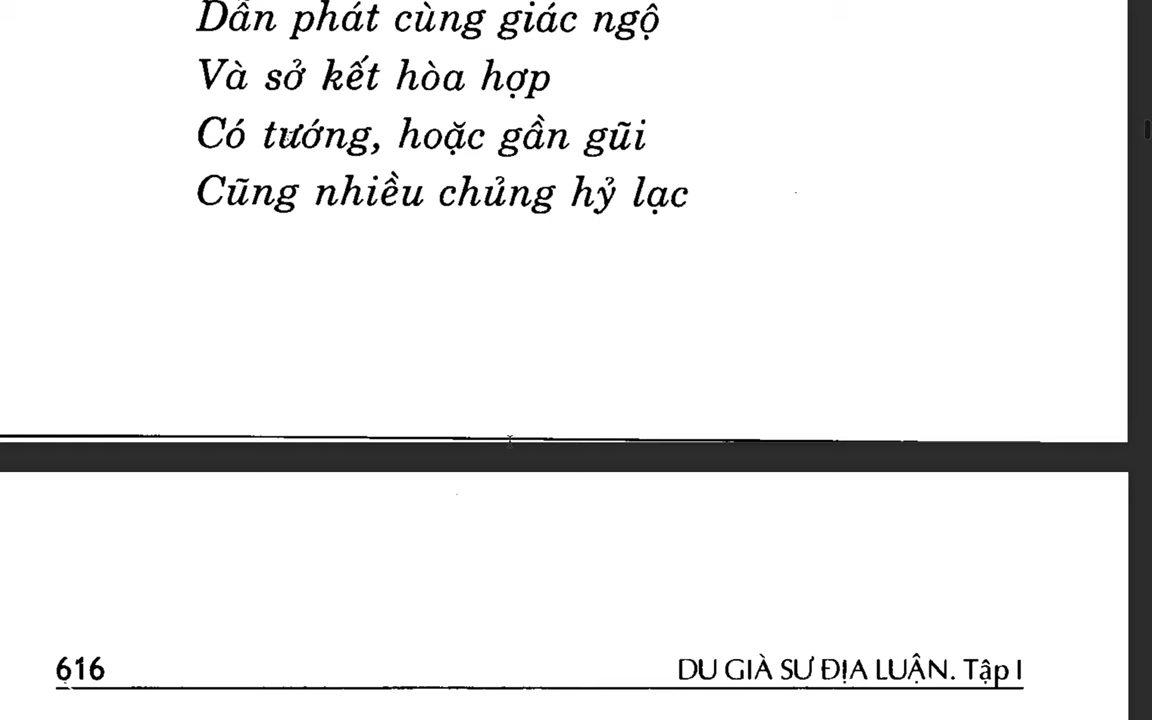 Dẫn phát cùng giác ngộ
Và sở kết hòa hợp
Có tướng, hoặc gần gũi
Cũng nhiều chủng hỷ lạc
616
DU GIÀ SƯ ĐỊA LUẬN. Tập I